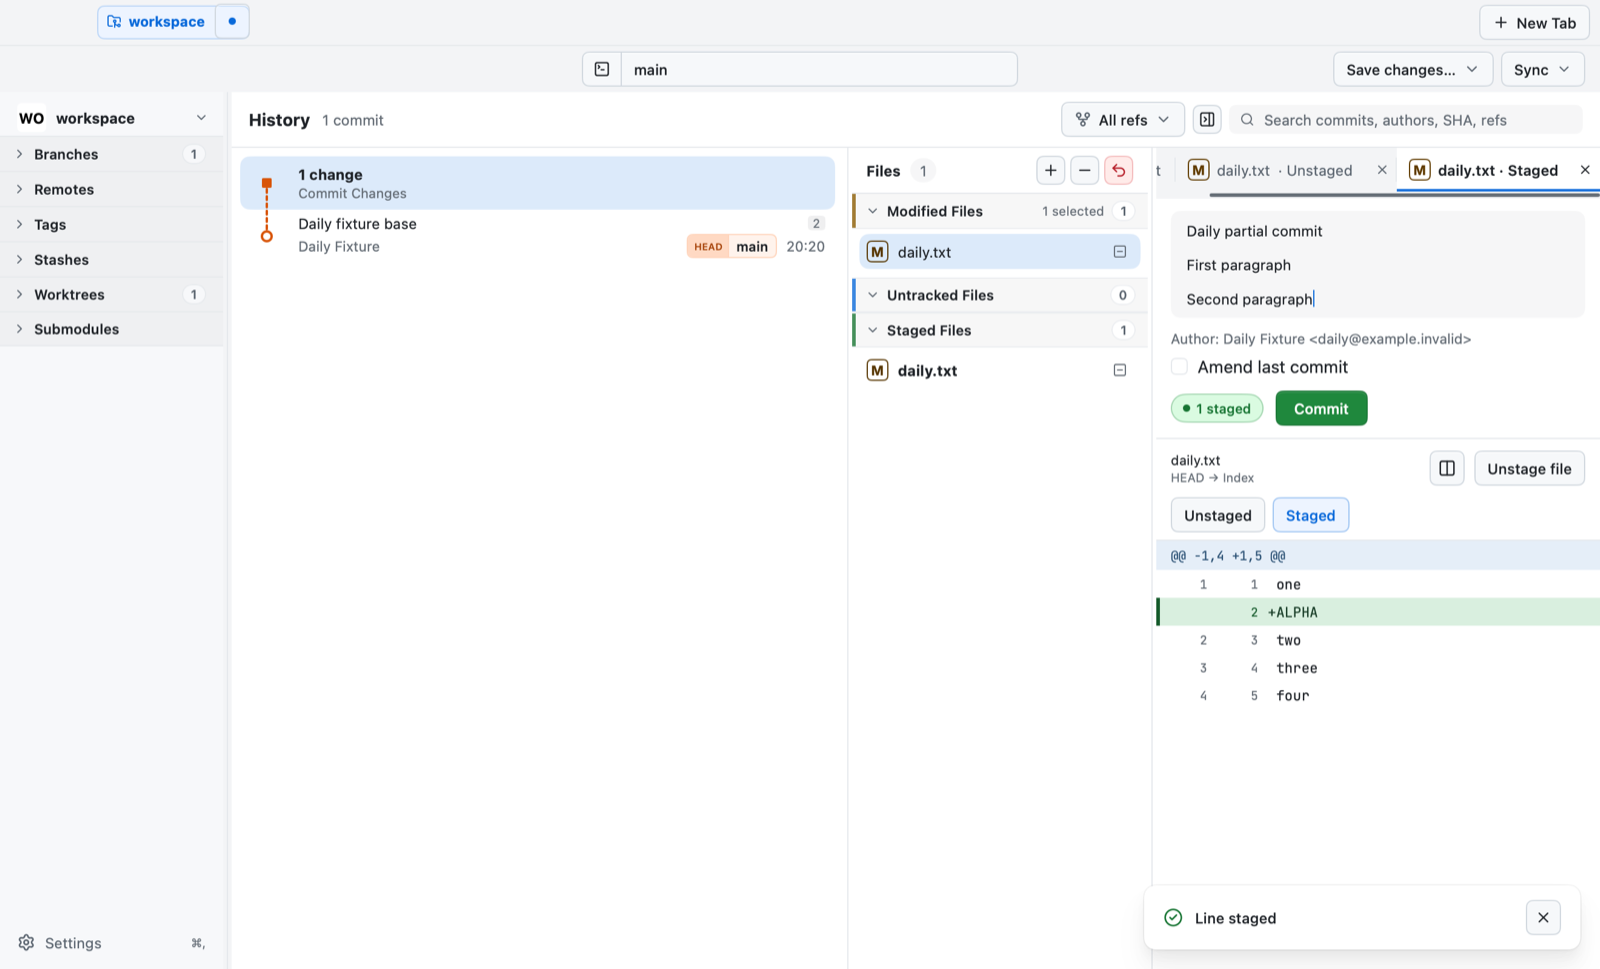 workspace
New Tab
main
Save changes...
Sync
WO workspace
Branches 1
Remotes
Tags
Stashes
Worktrees 1
Submodules
Settings ⌘,
History 1 commit
All refs
Search commits, authors, SHA, refs
1 change
Commit Changes
Daily fixture base 2
Daily Fixture HEAD main 20:20
Files 1
Modified Files 1 selected 1
M daily.txt
Untracked Files 0
Staged Files 1
M daily.txt
t
M daily.txt · Unstaged
M daily.txt · Staged
Daily partial commit
First paragraph
Second paragraph
Author: Daily Fixture <daily@example.invalid>
Amend last commit
1 staged
Commit
daily.txt
HEAD → Index
Unstage file
Unstaged
Staged
@@ -1,4 +1,5 @@
1 1 one
2 +ALPHA
2 3 two
3 4 three
4 5 four
Line staged